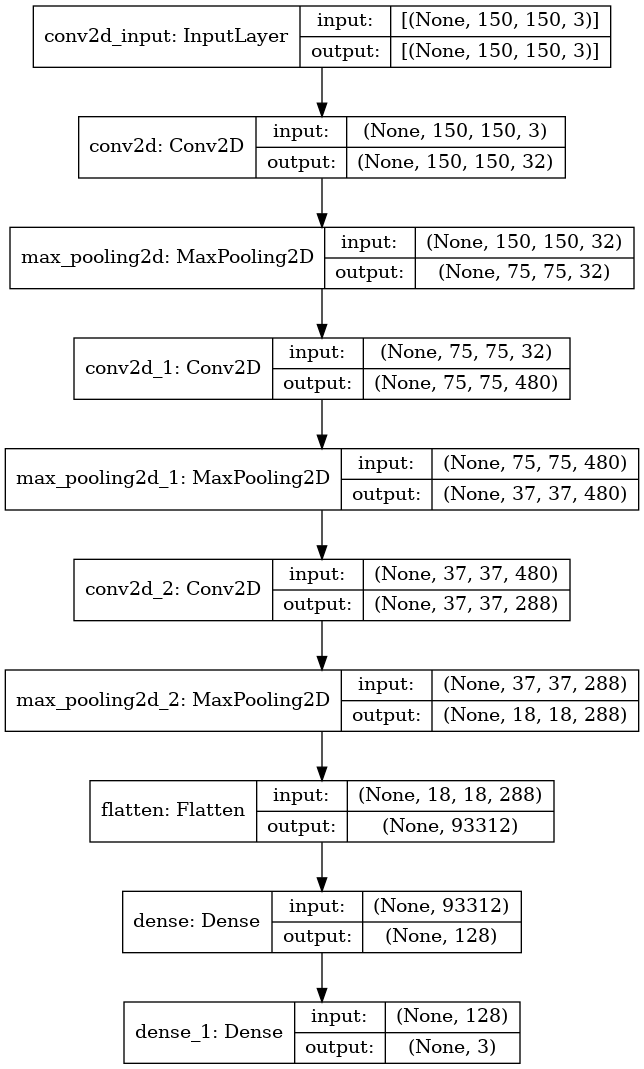 conv2d_input: InputLayer
input: [(None, 150, 150, 3)]
output: [(None, 150, 150, 3)]
conv2d: Conv2D
input: (None, 150, 150, 3)
output: (None, 150, 150, 32)
max_pooling2d: MaxPooling2D
input: (None, 150, 150, 32)
output: (None, 75, 75, 32)
conv2d_1: Conv2D
input: (None, 75, 75, 32)
output: (None, 75, 75, 480)
max_pooling2d_1: MaxPooling2D
input: (None, 75, 75, 480)
output: (None, 37, 37, 480)
conv2d_2: Conv2D
input: (None, 37, 37, 480)
output: (None, 37, 37, 288)
max_pooling2d_2: MaxPooling2D
input: (None, 37, 37, 288)
output: (None, 18, 18, 288)
flatten: Flatten
input: (None, 18, 18, 288)
output: (None, 93312)
dense: Dense
input: (None, 93312)
output: (None, 128)
dense_1: Dense
input: (None, 128)
output: (None, 3)